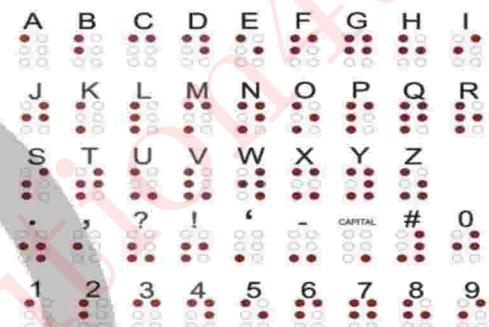 A B C D E F G H I
J K L M N O P Q R
S T U V W X Y Z
. , ? ! ‘ - CAPITAL # 0
1 2 3 4 5 6 7 8 9